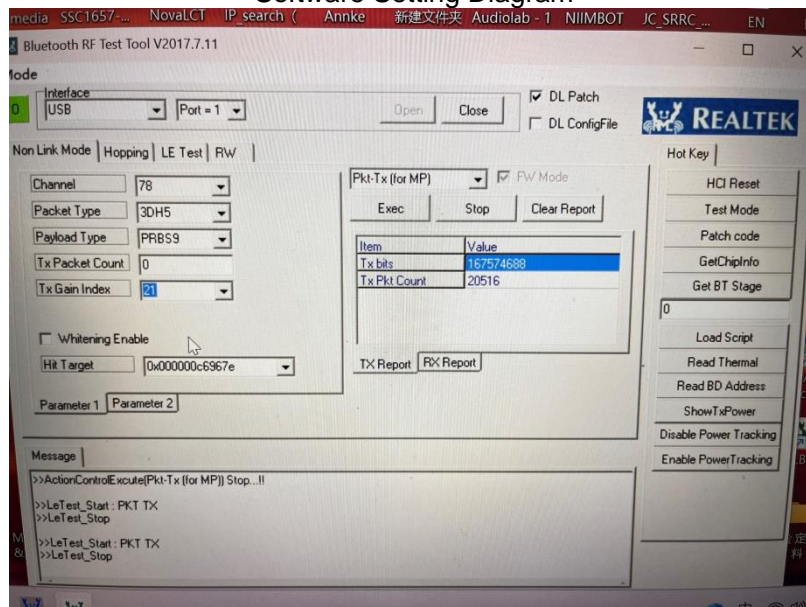 Software Setting Diagram
media SSC1657-... NovaLCT IP_search ( Annke 新建文件夹 Audiolab - 1 NIIMBOT JC_SRRC_... EN
Bluetooth RF Test Tool V2017.7.11
Mode
Interface
0 USB Port = 1 Open Close DL Patch
DL ConfigFile
REALTEK
Non Link Mode Hopping LE Test RW Hot Key
Channel 78 Pkt-Tx (for MP) FW Mode HCI Reset
Packet Type 3DH5 Exec Stop Clear Report Test Mode
Payload Type PRBS9 Patch code
Item Value
Tx Packet Count 0 Tx bits 167574688 GetChipInfo
Tx Gain Index 21 Tx Pkt Count 20516 Get BT Stage
0
Whitening Enable Load Script
Hit Target 0x000000c6967e TX Report RX Report Read Thermal
Read BD Address
Parameter 1 Parameter 2 ShowTxPower
Disable Power Tracking
Message Enable PowerTracking
>>ActionControlExcute(Pkt-Tx (for MP)) Stop...!!
>>LeTest_Start : PKT TX
>>LeTest_Stop
>>LeTest_Start : PKT TX
>>LeTest_Stop